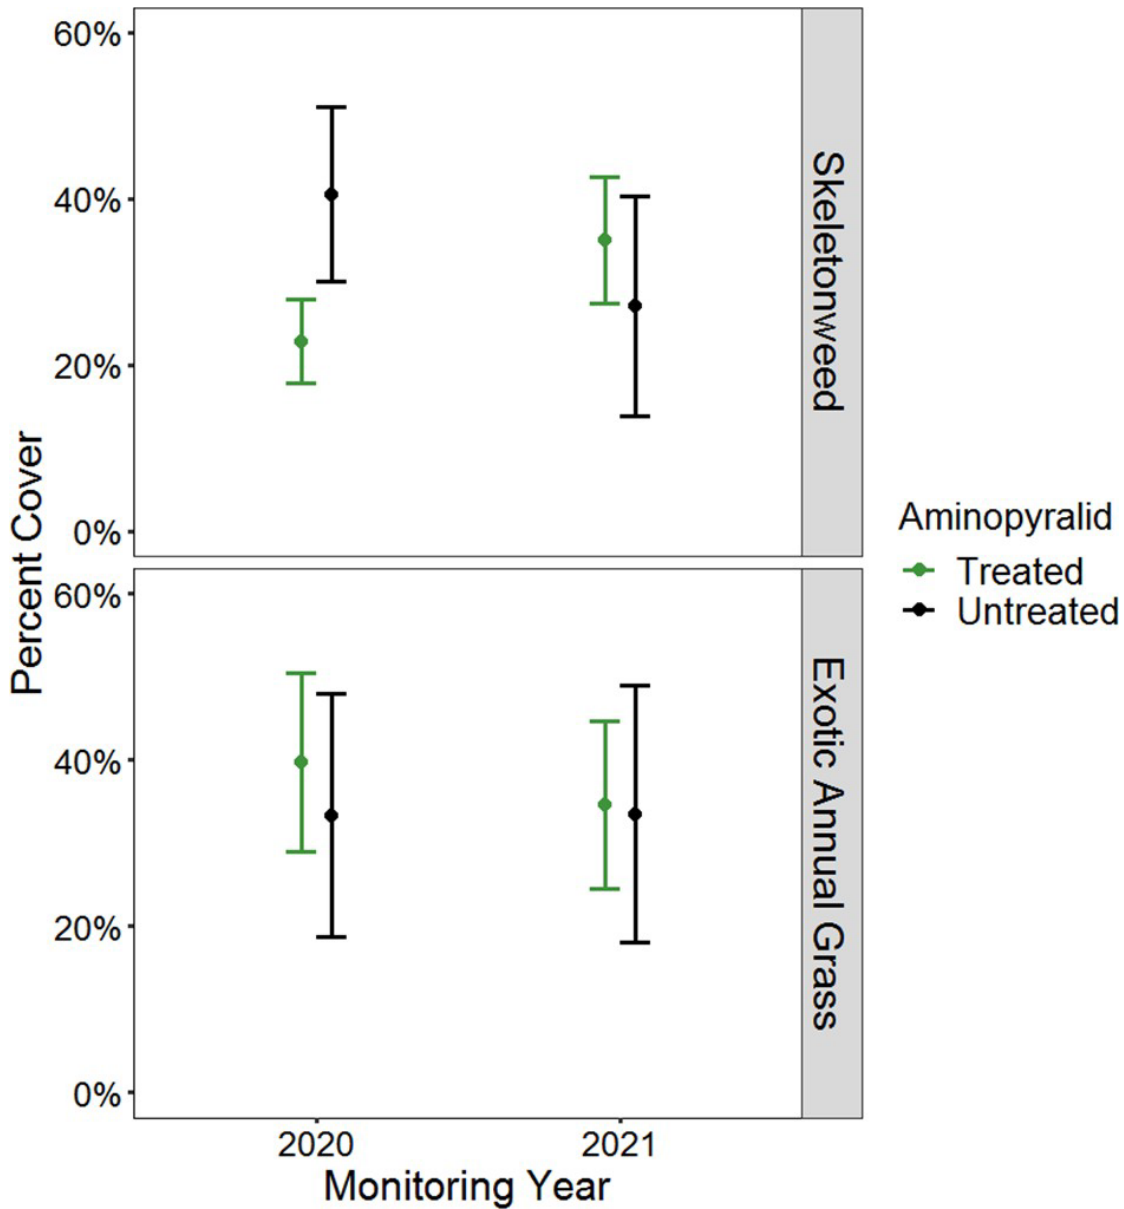 Percent Cover
60%
40%
20%
0%
Skeletonweed
60%
40%
20%
0%
Exotic Annual Grass
2020 2021
Monitoring Year
Aminopyralid
Treated
Untreated